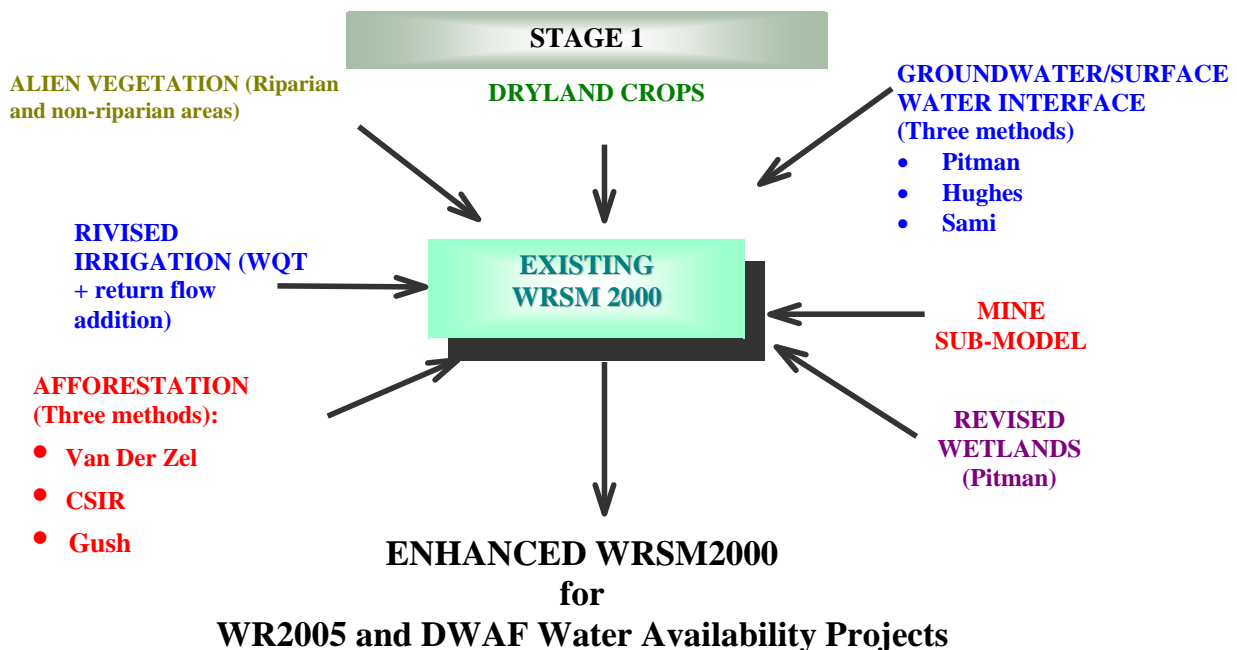 STAGE 1
ALIEN VEGETATION (Riparian
and non-riparian areas)
DRYLAND CROPS
GROUNDWATER/SURFACE
WATER INTERFACE
(Three methods)
• Pitman
• Hughes
• Sami
RIVISED
IRRIGATION (WQT
+ return flow
addition)
EXISTING
WRSM 2000
MINE
SUB-MODEL
AFFORESTATION
(Three methods):
• Van Der Zel
• CSIR
• Gush
REVISED
WETLANDS
(Pitman)
ENHANCED WRSM2000
for
WR2005 and DWAF Water Availability Projects